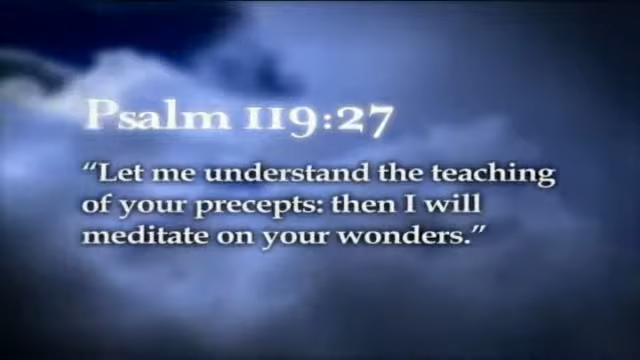 Psalm 119:27
“Let me understand the teaching
of your precepts: then I will
meditate on your wonders.”